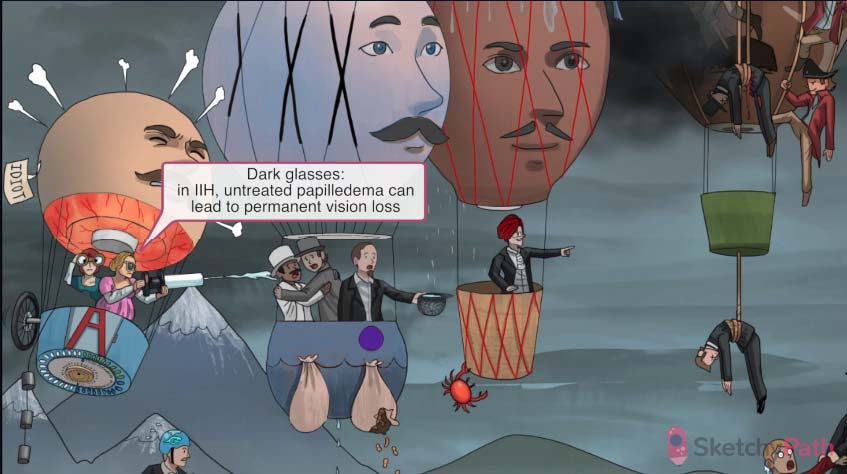 IDIOT
Dark glasses:
in IIH, untreated papilledema can
lead to permanent vision loss
A
SketchyPath